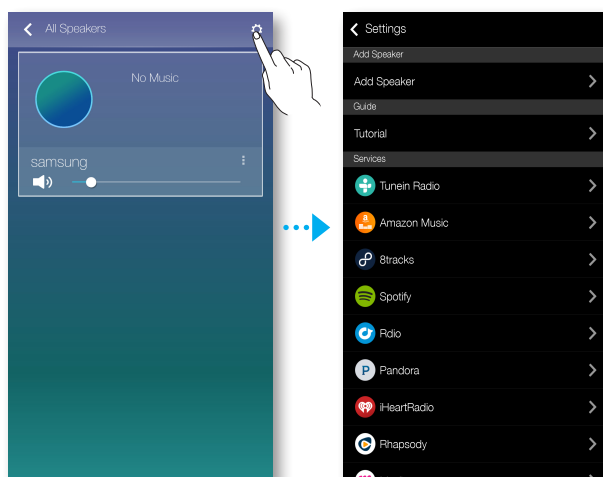 All Speakers
No Music
samsung
Settings
Add Speaker
Add Speaker
Guide
Tutorial
Services
Tunein Radio
a
Amazon Music
8tracks
Spotify
Rdio
P
Pandora
iHeartRadio
Rhapsody